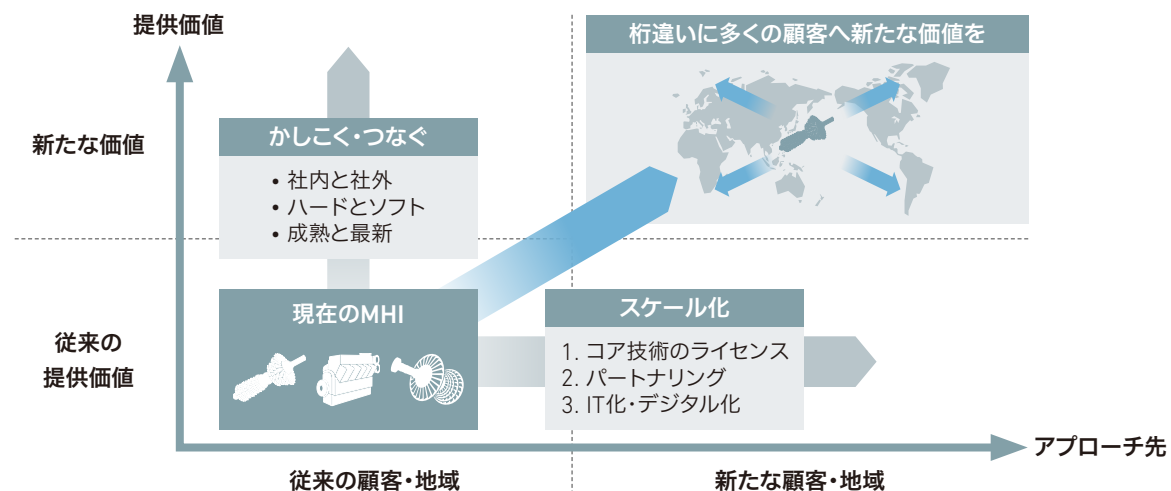 提供価値
桁違いに多くの顧客へ新たな価値を
新たな価値
かしこく・つなぐ
• 社内と社外
• ハードとソフト
• 成熟と最新
現在のMHI
スケール化
1. コア技術のライセンス
2. パートナリング
3. IT化・デジタル化
従来の
提供価値
アプローチ先
従来の顧客・地域
新たな顧客・地域